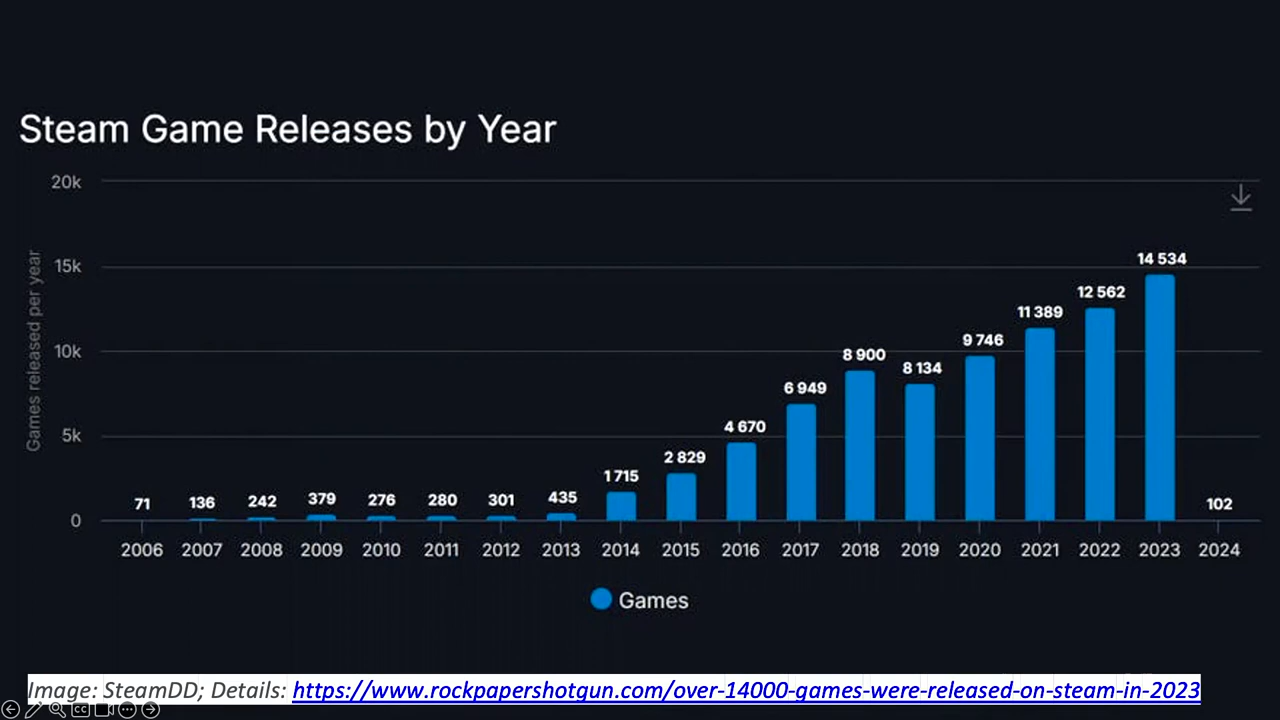 Steam Game Releases by Year
20k
15k
10k
5k
0
Games released per year
71 136 242 379 276 280 301 435 1 715 2 829 4 670 6 949 8 900 8 134 9 746 11 389 12 562 14 534 102
2006 2007 2008 2009 2010 2011 2012 2013 2014 2015 2016 2017 2018 2019 2020 2021 2022 2023 2024
Games
Image: SteamDD; Details: https://www.rockpapershotgun.com/over-14000-games-were-released-on-steam-in-2023
CC